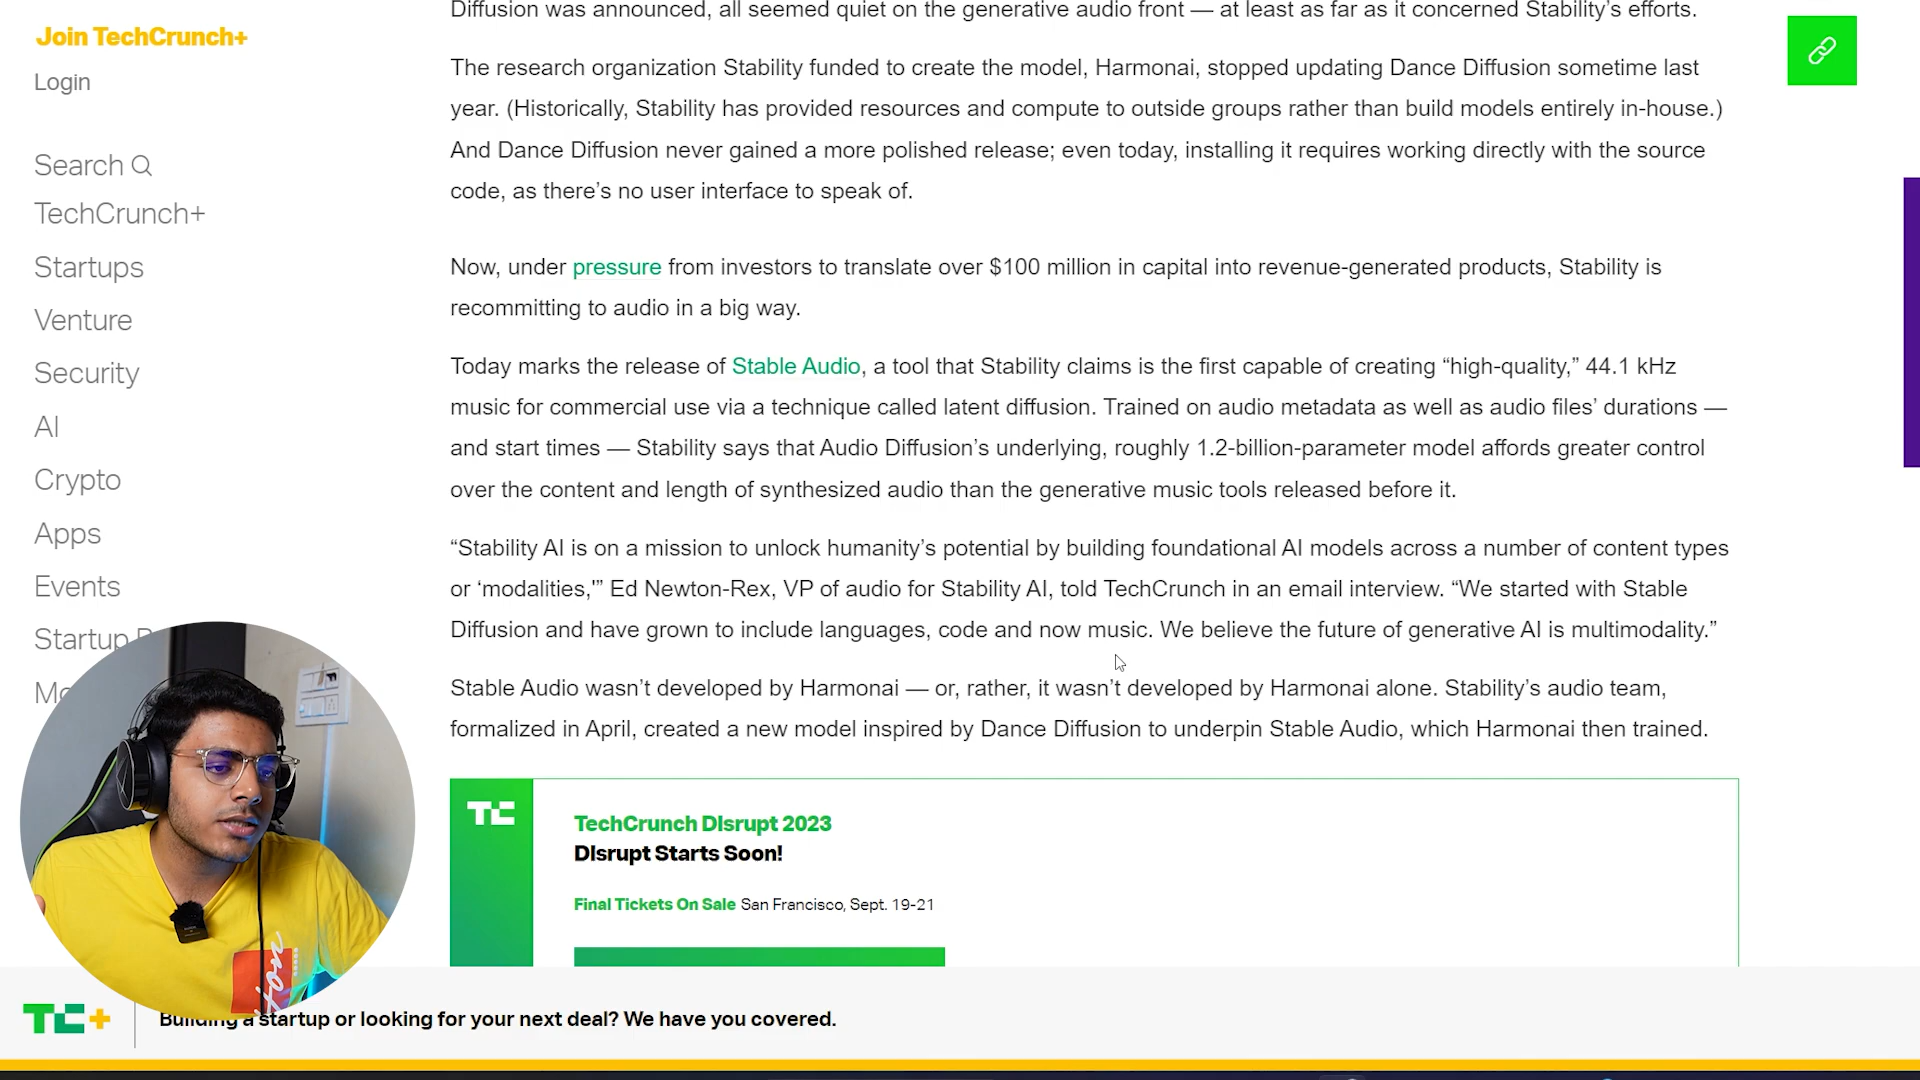 Join TechCrunch+
Login
Search
TechCrunch+
Startups
Venture
Security
AI
Crypto
Apps
Events
Startup
Diffusion was announced, all seemed quiet on the generative audio front — at least as far as it concerned Stability’s efforts.
The research organization Stability funded to create the model, Harmonai, stopped updating Dance Diffusion sometime last
year. (Historically, Stability has provided resources and compute to outside groups rather than build models entirely in-house.)
And Dance Diffusion never gained a more polished release; even today, installing it requires working directly with the source
code, as there’s no user interface to speak of.
Now, under pressure from investors to translate over $100 million in capital into revenue-generated products, Stability is
recommitting to audio in a big way.
Today marks the release of Stable Audio, a tool that Stability claims is the first capable of creating “high-quality,” 44.1 kHz
music for commercial use via a technique called latent diffusion. Trained on audio metadata as well as audio files’ durations —
and start times — Stability says that Audio Diffusion’s underlying, roughly 1.2-billion-parameter model affords greater control
over the content and length of synthesized audio than the generative music tools released before it.
“Stability AI is on a mission to unlock humanity’s potential by building foundational AI models across a number of content types
or ‘modalities,'” Ed Newton-Rex, VP of audio for Stability AI, told TechCrunch in an email interview. “We started with Stable
Diffusion and have grown to include languages, code and now music. We believe the future of generative AI is multimodality.”
Stable Audio wasn’t developed by Harmonai — or, rather, it wasn’t developed by Harmonai alone. Stability’s audio team,
formalized in April, created a new model inspired by Dance Diffusion to underpin Stable Audio, which Harmonai then trained.
TC
TechCrunch Disrupt 2023
Disrupt Starts Soon!
Final Tickets On Sale San Francisco, Sept. 19-21
TC+
Building a startup or looking for your next deal? We have you covered.